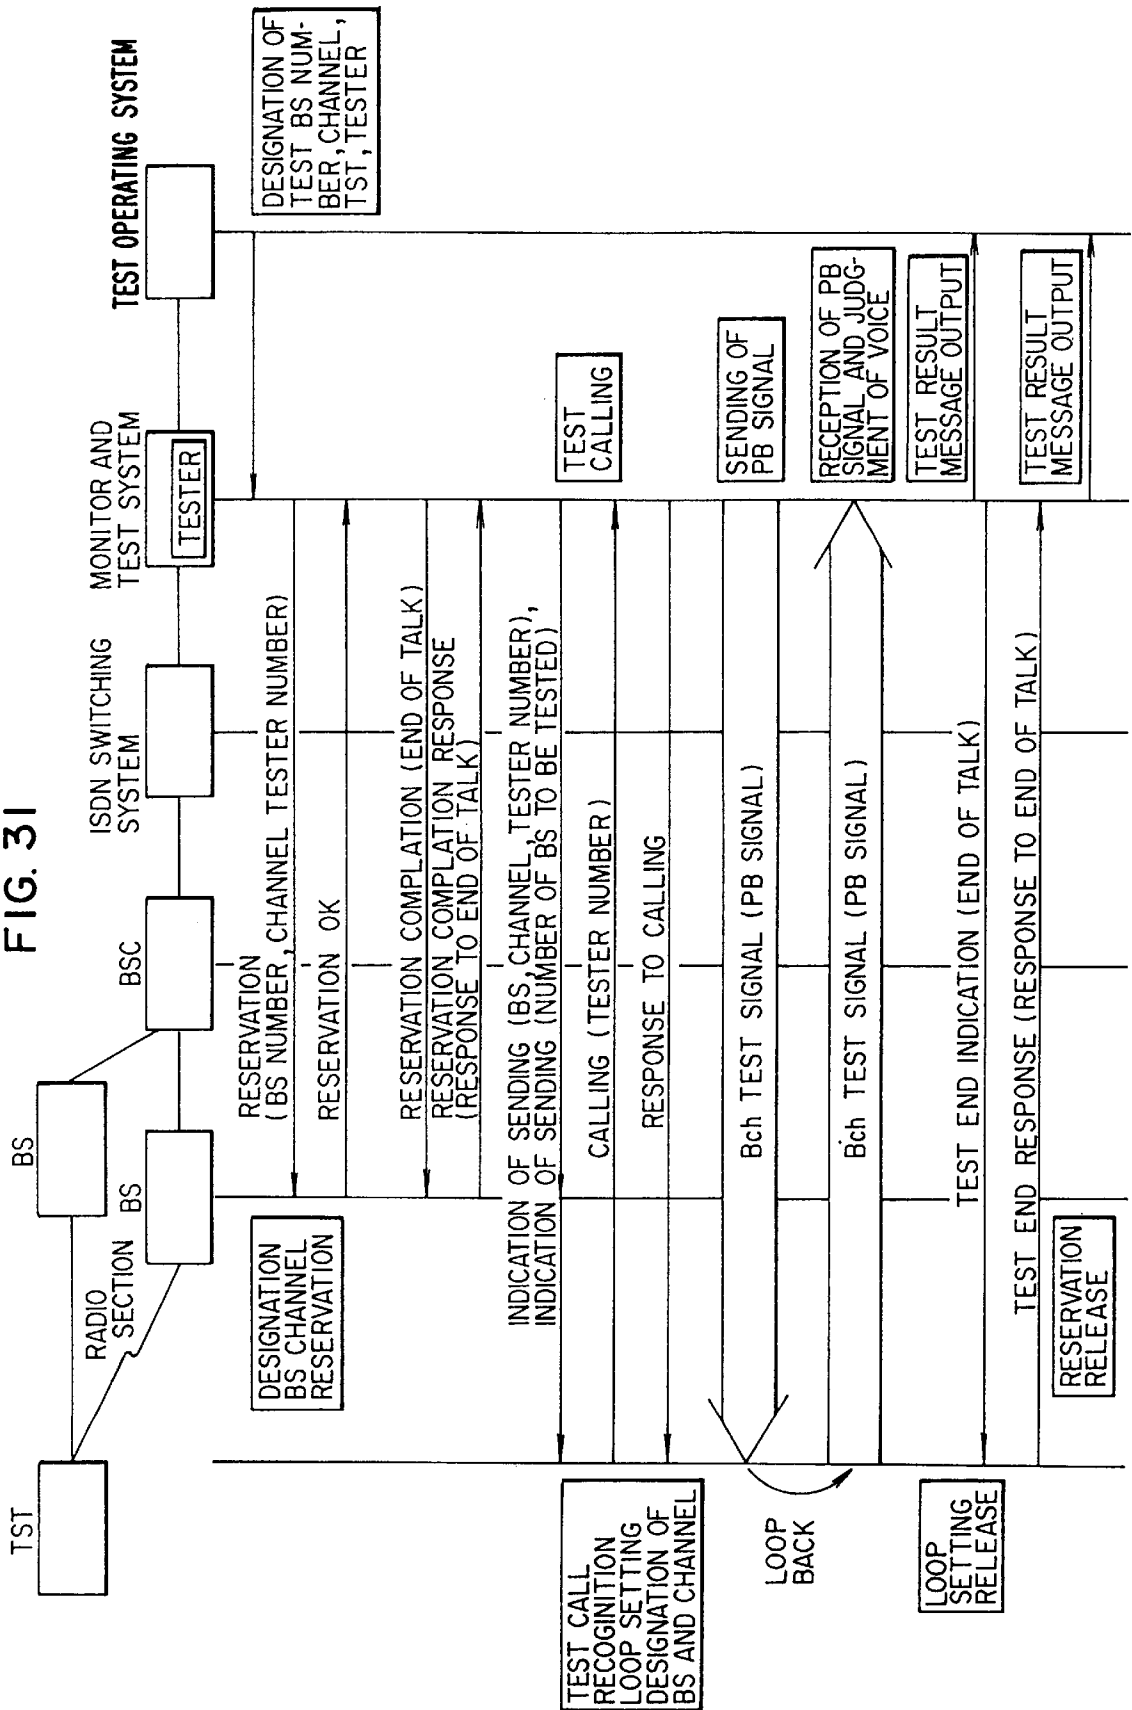 FIG. 31
TST
BS
BS
RADIO
SECTION
BSC
ISDN SWITCHING
SYSTEM
MONITOR AND
TEST SYSTEM
TESTER
TEST OPERATING SYSTEM
DESIGNATION OF
TEST BS NUM-
BER, CHANNEL,
TST, TESTER
DESIGNATION
BS CHANNEL
RESERVATION
RESERVATION
(BS NUMBER, CHANNEL TESTER NUMBER)
RESERVATION OK
RESERVATION COMPLATION (END OF TALK)
RESERVATION COMPLATION RESPONSE
(RESPONSE TO END OF TALK)
INDICATION OF SENDING (BS, CHANNEL, TESTER NUMBER),
INDICATION OF SENDING (NUMBER OF BS TO BE TESTED)
TEST
CALLING
TEST CALL
RECOGINITION
LOOP SETTING
DESIGNATION OF
BS AND CHANNEL
CALLING (TESTER NUMBER)
RESPONSE TO CALLING
SENDING OF
PB SIGNAL
Bch TEST SIGNAL (PB SIGNAL)
LOOP
BACK
Bch TEST SIGNAL (PB SIGNAL)
RECEPTION OF PB
SIGNAL AND JUDG-
MENT OF VOICE
TEST RESULT
MESSAGE OUTPUT
LOOP
SETTING
RELEASE
TEST END INDICATION (END OF TALK)
TEST END RESPONSE (RESPONSE TO END OF TALK)
TEST RESULT
MESSAGE OUTPUT
RESERVATION
RELEASE